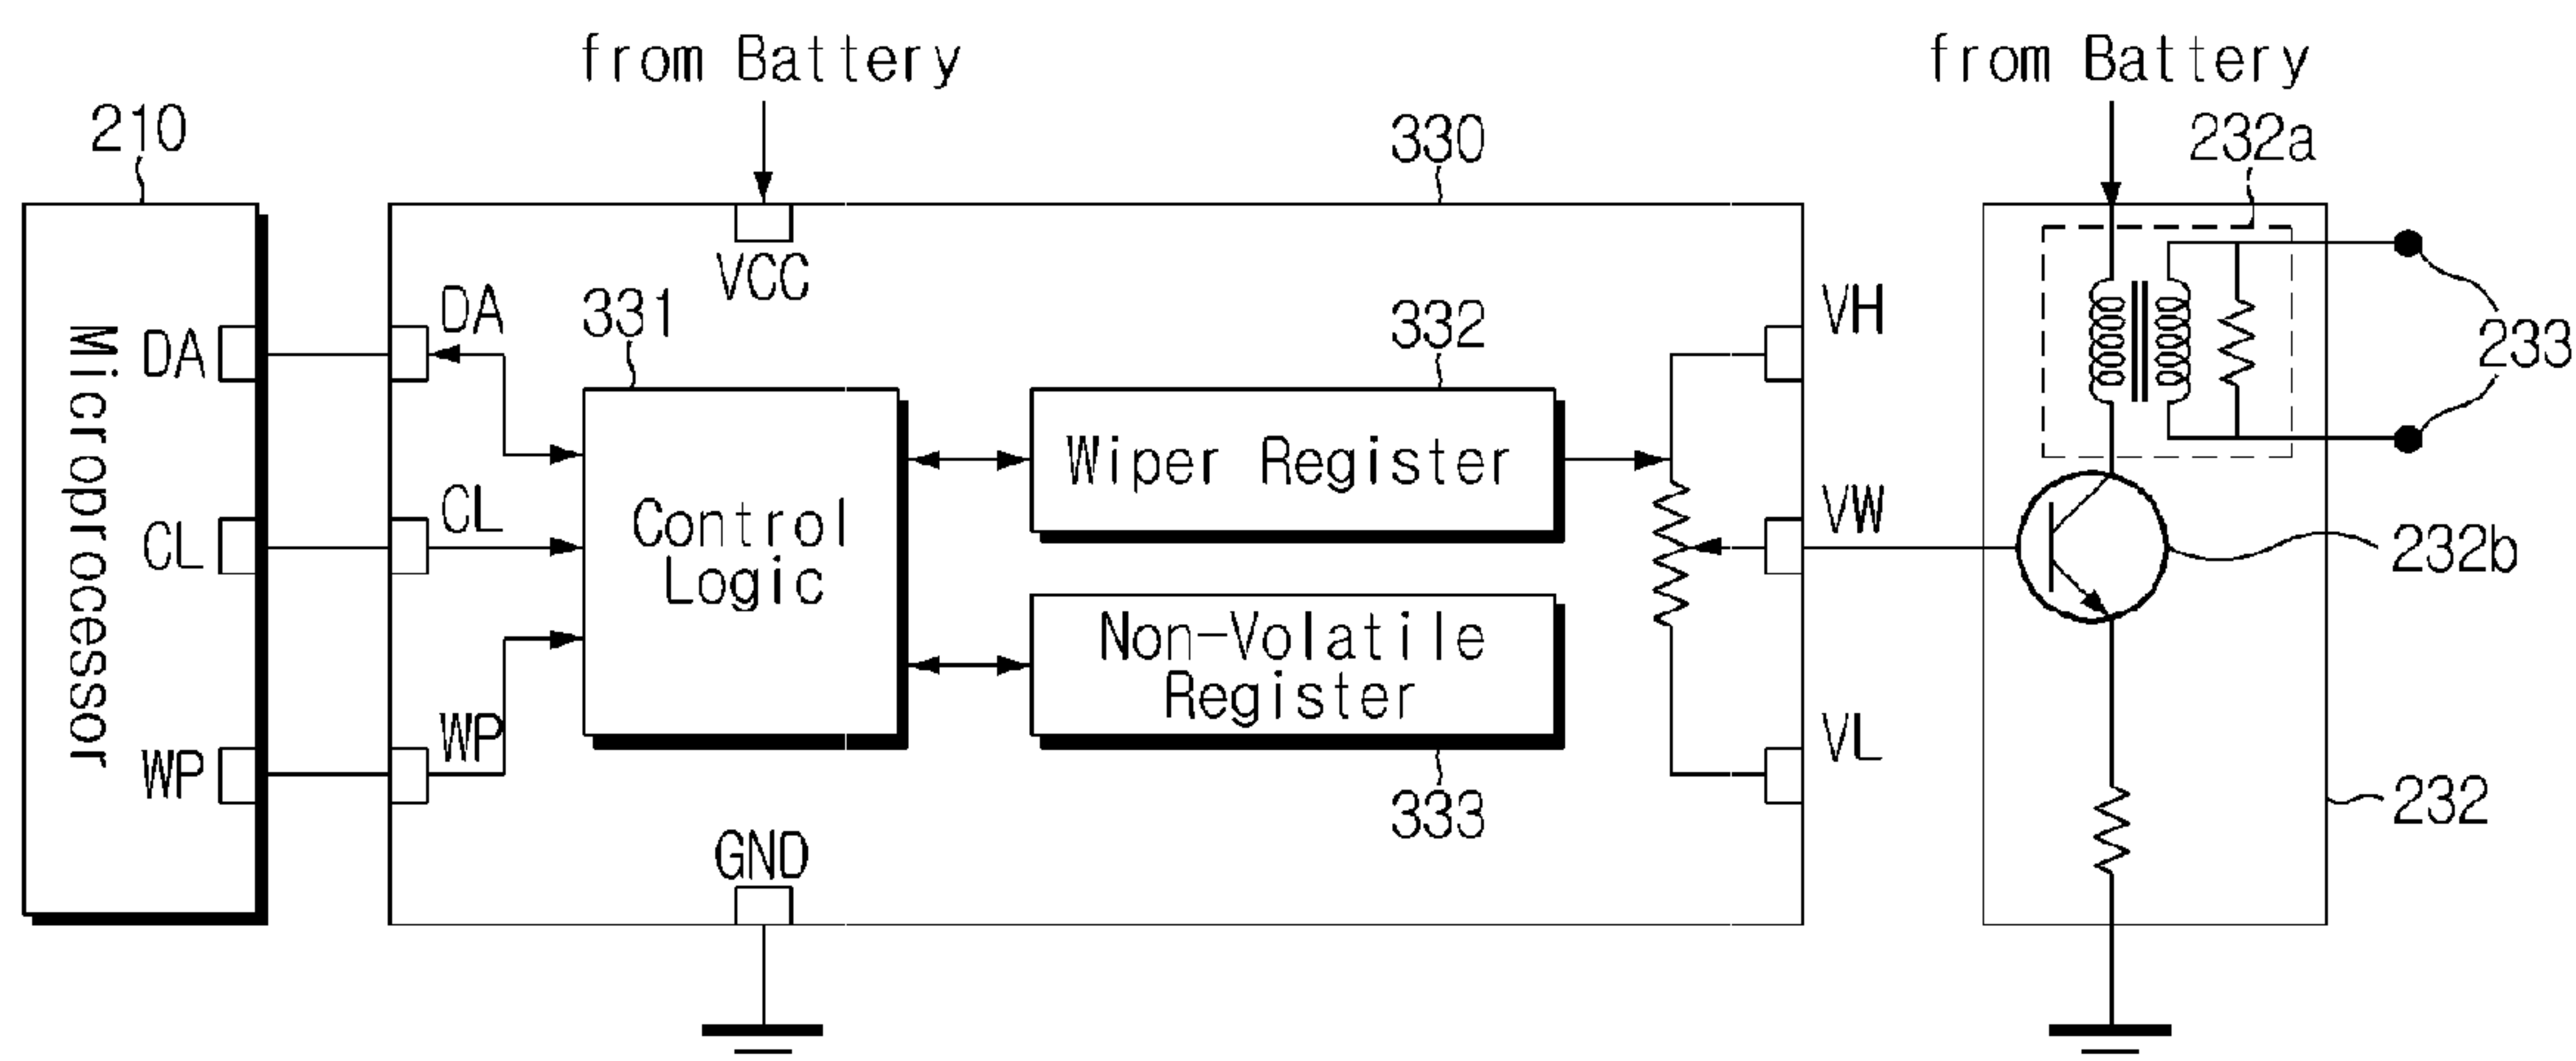 from Battery
from Battery
210
330
232a
VCC
DA
331
332
VH
233
Microprocessor
DA
Wiper Register
CL
CL
Control
Logic
VW
232b
Non-Volatile
Register
WP
WP
VL
333
232
GND